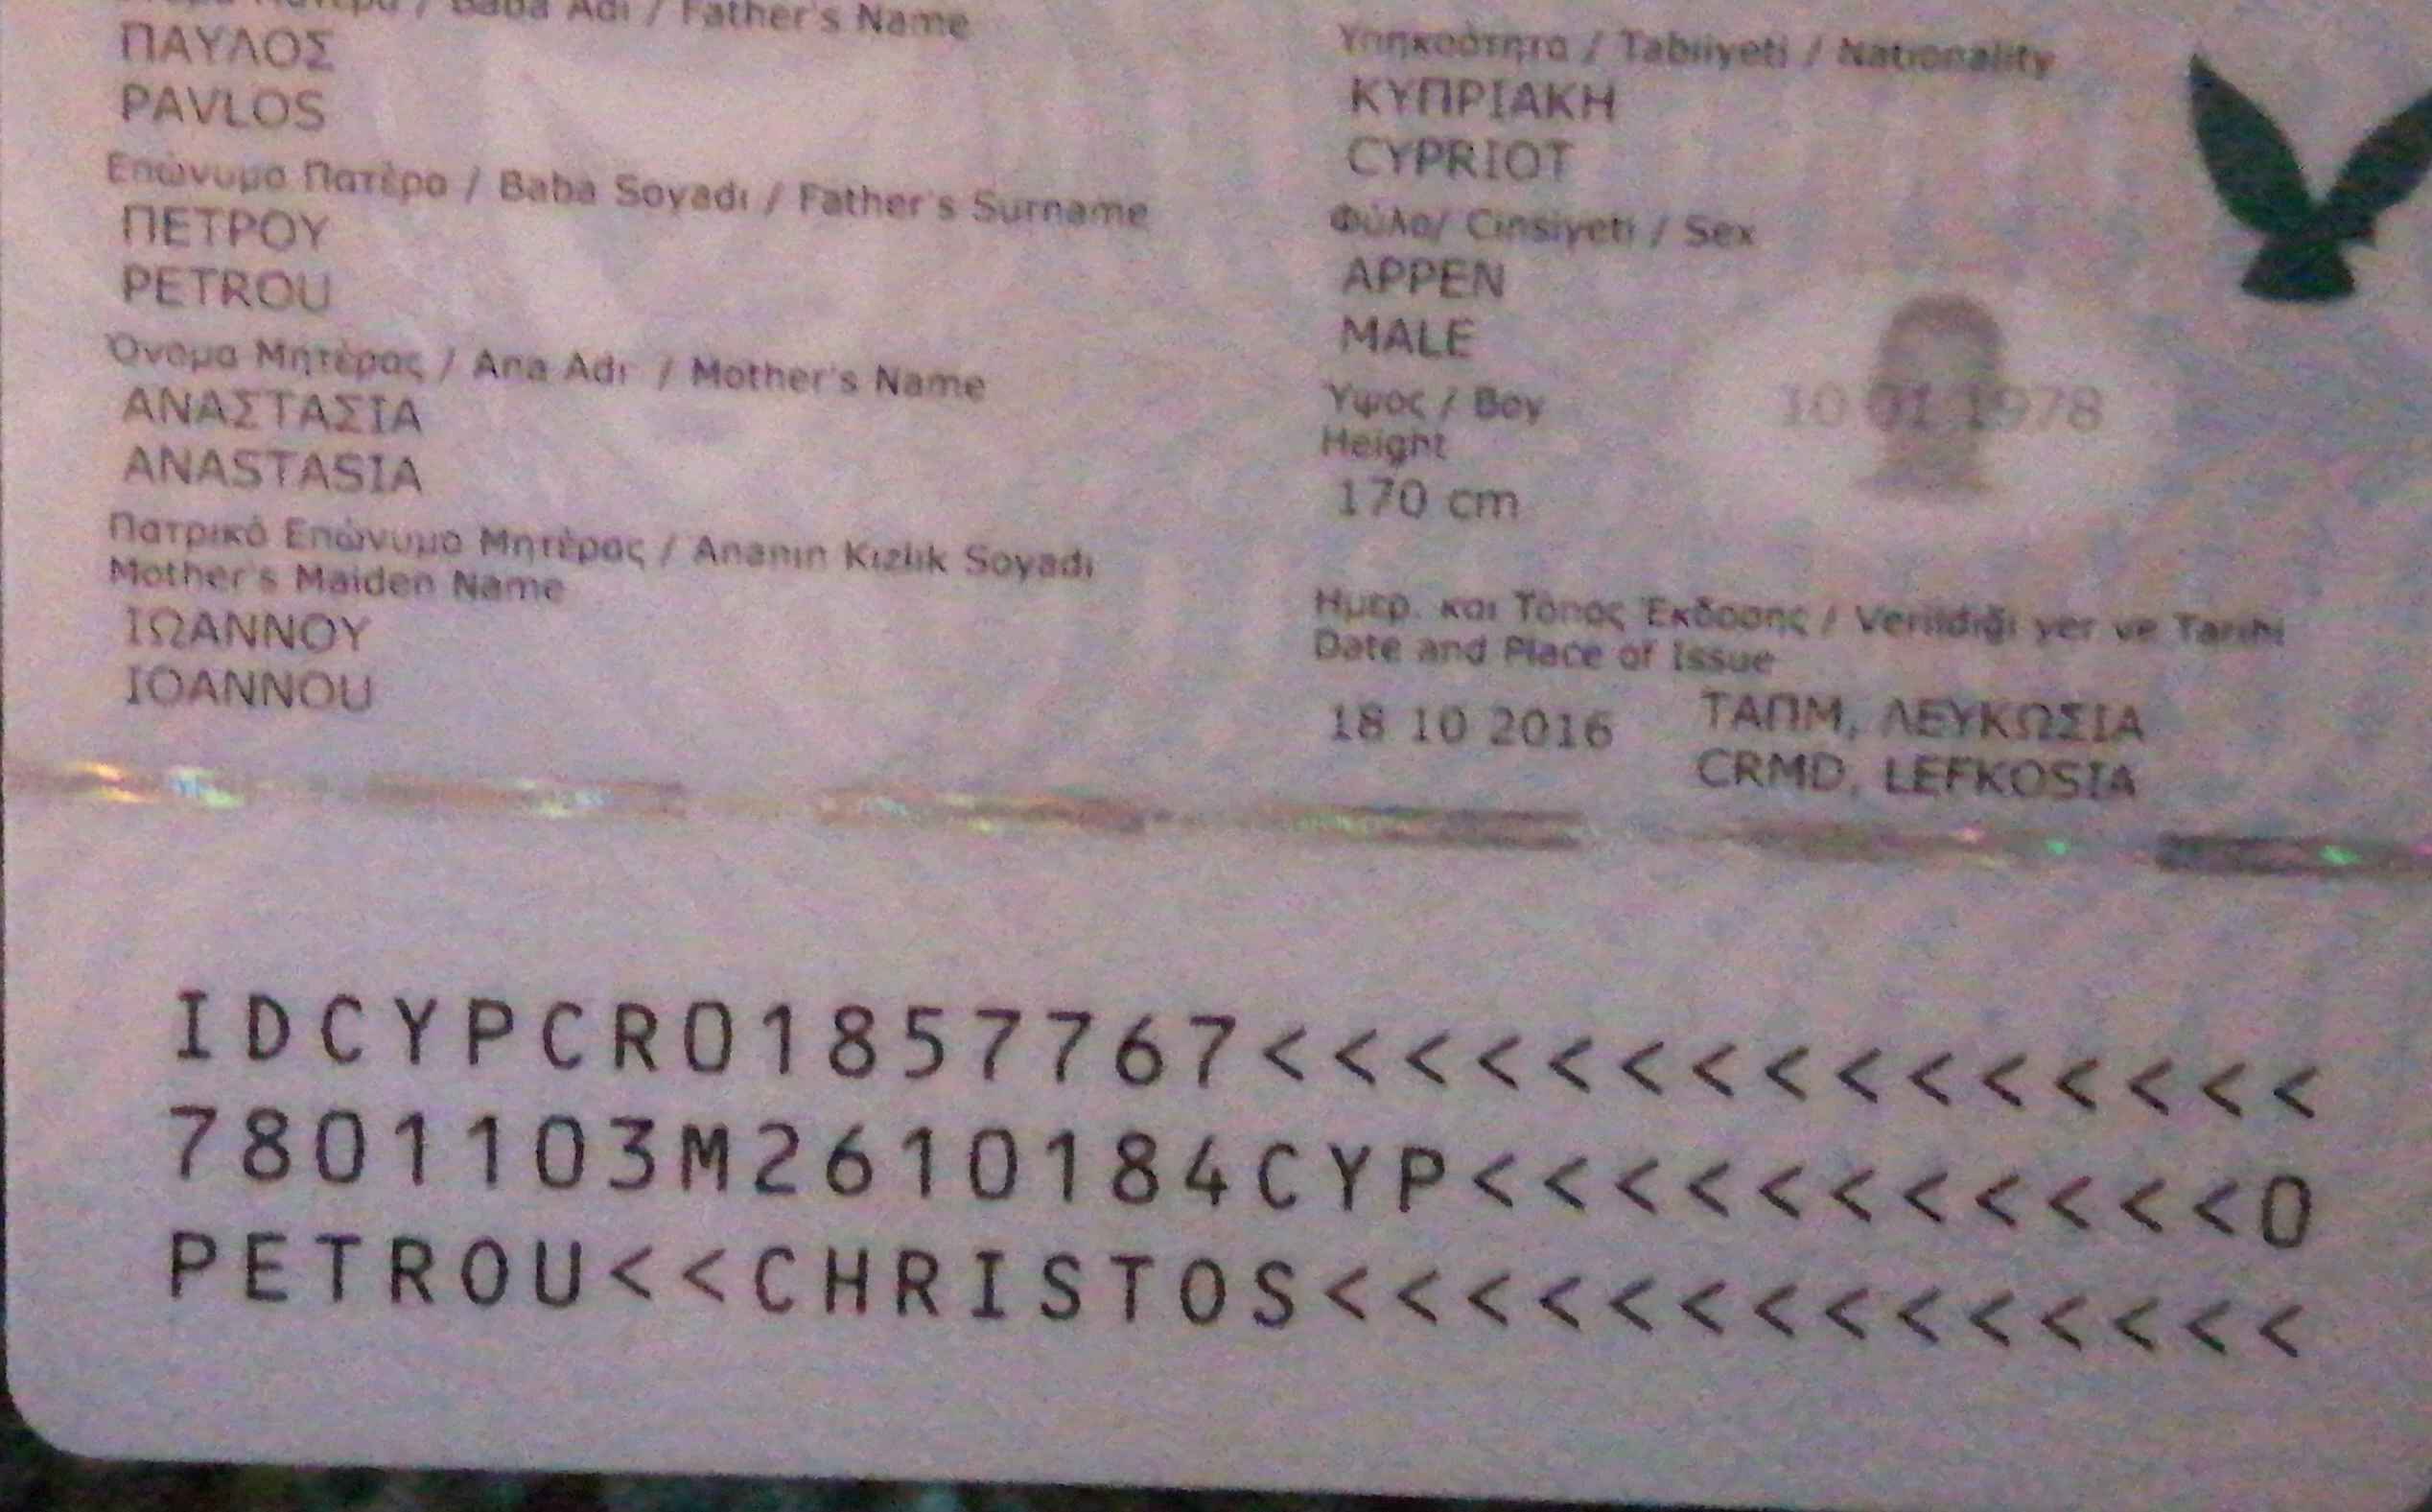 Baba Adı / Father's Name
ΠΑΥΛΟΣ
PAVLOS
Επώνυμο Πατέρα / Baba Soyadı / Father's Surname
ΠΕΤΡΟΥ
PETROU
Όνομα Μητέρας / Ana Adı / Mother's Name
ΑΝΑΣΤΑΣΙΑ
ANASTASIA
Πατρικό Επώνυμο Μητέρας / Ananın Kızlık Soyadı
Mother's Maiden Name
ΙΩΑΝΝΟΥ
IOANNOU
Υπηκοότητα / Tabiiyeti / Nationality
ΚΥΠΡΙΑΚΗ
CYPRIOT
Φύλο/ Cinsiyeti / Sex
ΑΡΡΕΝ
MALE
Ύψος / Boy
Height
170 cm
10 01 1978
Ημερ. και Τόπος Έκδοσης / Verildiği yer ve Tarihi
Date and Place of Issue
18 10 2016
ΤΑΠΜ, ΛΕΥΚΩΣΙΑ
CRMD, LEFKOSIA
IDCYPCR01857767<<<<<<<<<<<<<<<
7801103M2610184CYP<<<<<<<<<<<0
PETROU<<CHRISTOS<<<<<<<<<<<<<<